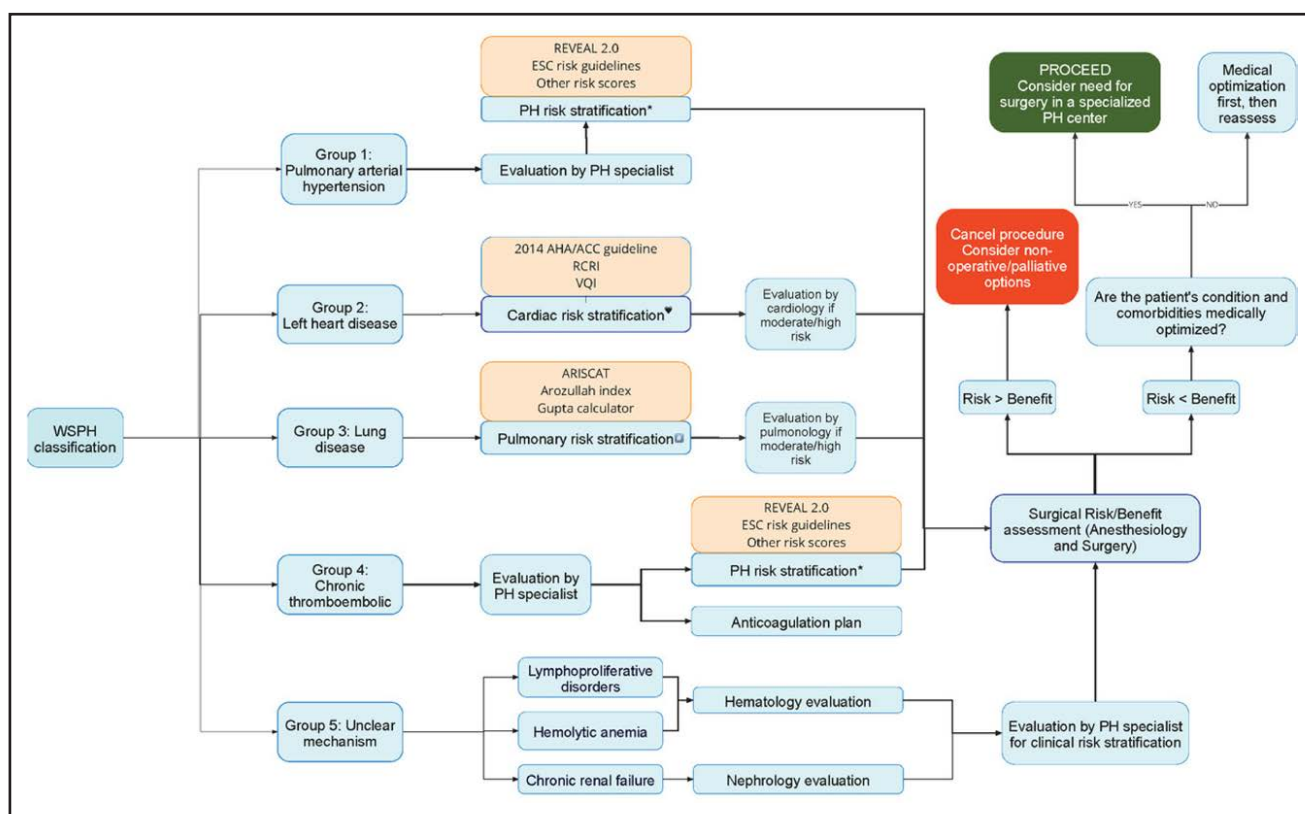 WSPH
classification
Group 1:
Pulmonary arterial
hypertension
REVEAL 2.0
ESC risk guidelines
Other risk scores
PH risk stratification*
Evaluation by PH specialist
Group 2:
Left heart disease
2014 AHA/ACC guideline
RCRI
VQI
Cardiac risk stratification♥
Evaluation by
cardiology if
moderate/high
risk
Group 3: Lung
disease
ARISCAT
Arozullah index
Gupta calculator
Pulmonary risk stratification
Evaluation by
pulmonology if
moderate/high
risk
Group 4:
Chronic
thromboembolic
Evaluation by
PH specialist
REVEAL 2.0
ESC risk guidelines
Other risk scores
PH risk stratification*
Anticoagulation plan
Group 5: Unclear
mechanism
Lymphoproliferative
disorders
Hemolytic anemia
Chronic renal failure
Hematology evaluation
Nephrology evaluation
Evaluation by PH specialist
for clinical risk stratification
Surgical Risk/Benefit
assessment (Anesthesiology
and Surgery)
Risk > Benefit
Risk < Benefit
Cancel procedure
Consider non-
operative/palliative
options
Are the patient's condition and
comorbidities medically
optimized?
YES
NO
PROCEED
Consider need for
surgery in a specialized
PH center
Medical
optimization
first, then
reassess